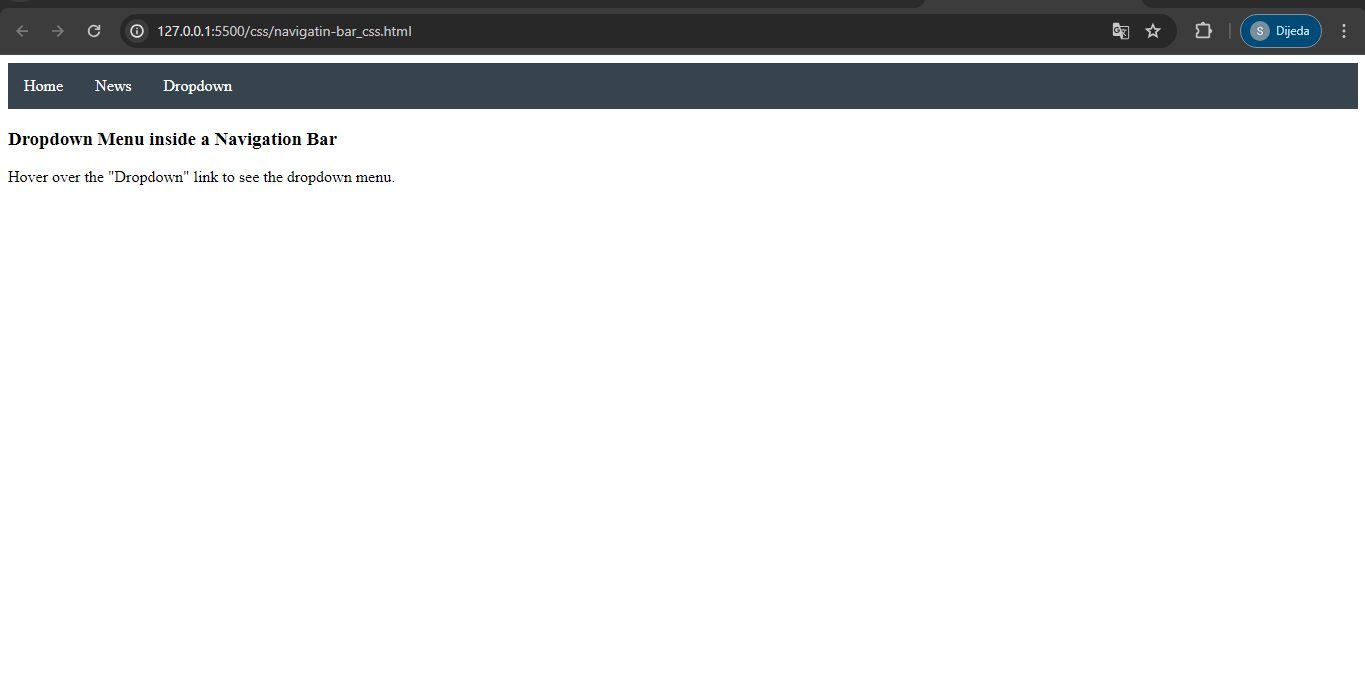 127.0.0.1:5500/css/navigatin-bar_css.html
S Dijeda
Home News Dropdown
Dropdown Menu inside a Navigation Bar
Hover over the "Dropdown" link to see the dropdown menu.